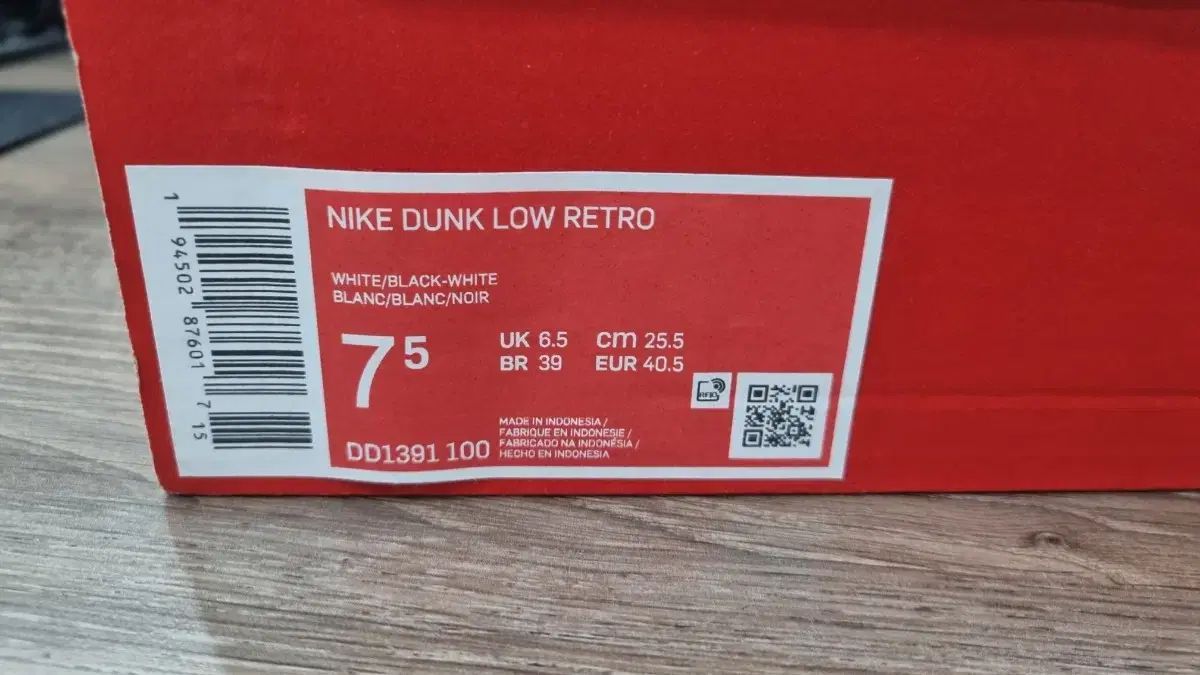 1 94502 87601 7 15
NIKE DUNK LOW RETRO
WHITE/BLACK-WHITE
BLANC/BLANC/NOIR
7 5
UK 6.5 cm 25.5
BR 39 EUR 40.5
RFID
DD1391 100
MADE IN INDONESIA /
FABRIQUE EN INDONESIE /
FABRICADO NA INDONÉSIA /
HECHO EN INDONESIA